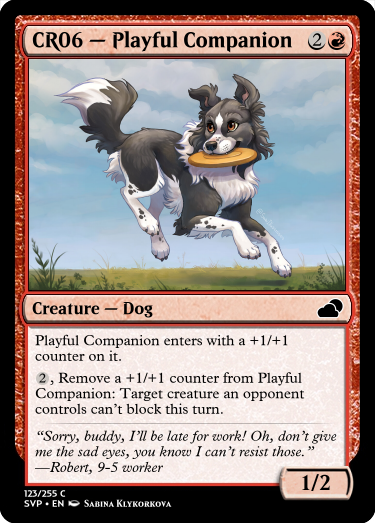 CR06 — Playful Companion 2
Creature — Dog
Playful Companion enters with a +1/+1
counter on it.
2, Remove a +1/+1 counter from Playful
Companion: Target creature an opponent
controls can't block this turn.
“Sorry, buddy, I'll be late for work! Oh, don't give
me the sad eyes, you know I can't resist those.”
—Robert, 9-5 worker
1/2
123/255 C
SVP • EN Sabina Klykorkova